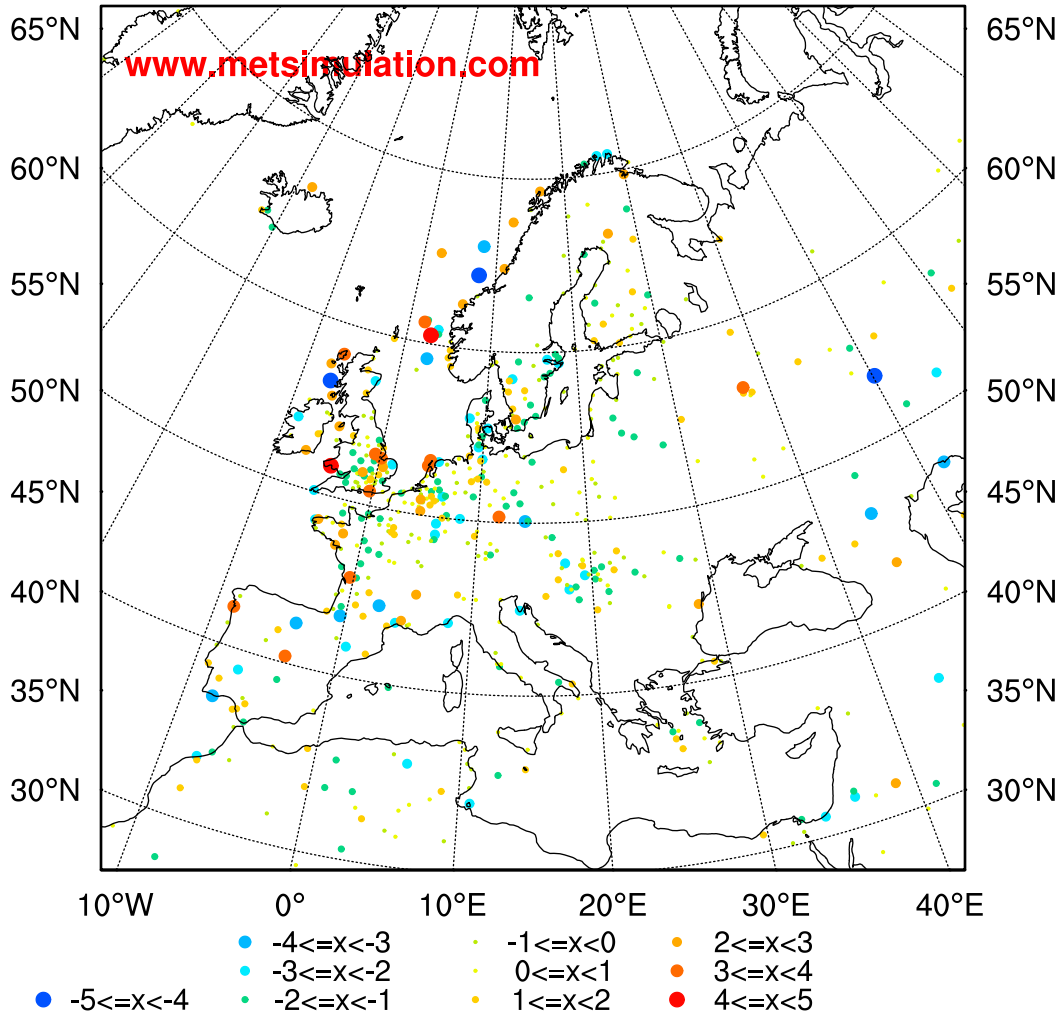 65°N 65°N
www.metsimulation.com
60°N 60°N
55°N 55°N
50°N 50°N
45°N 45°N
40°N 40°N
35°N 35°N
30°N 30°N
10°W 0° 10°E 20°E 30°E 40°E
-4<=x<-3 -1<=x<0 2<=x<3
-3<=x<-2 0<=x<1 3<=x<4
-5<=x<-4 -2<=x<-1 1<=x<2 4<=x<5